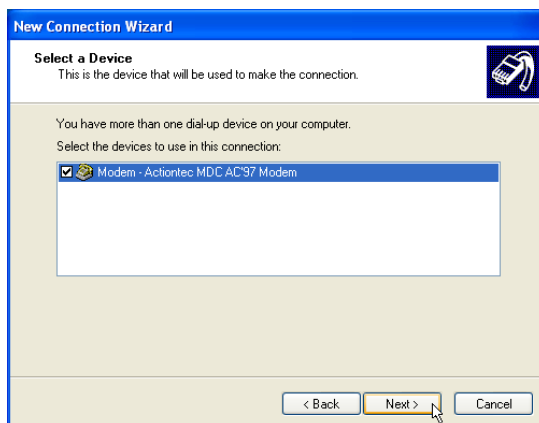 New Connection Wizard
Select a Device
This is the device that will be used to make the connection.
You have more than one dial-up device on your computer.
Select the devices to use in this connection:
Modem - Actiontec MDC AC'97 Modem
< Back Next > Cancel